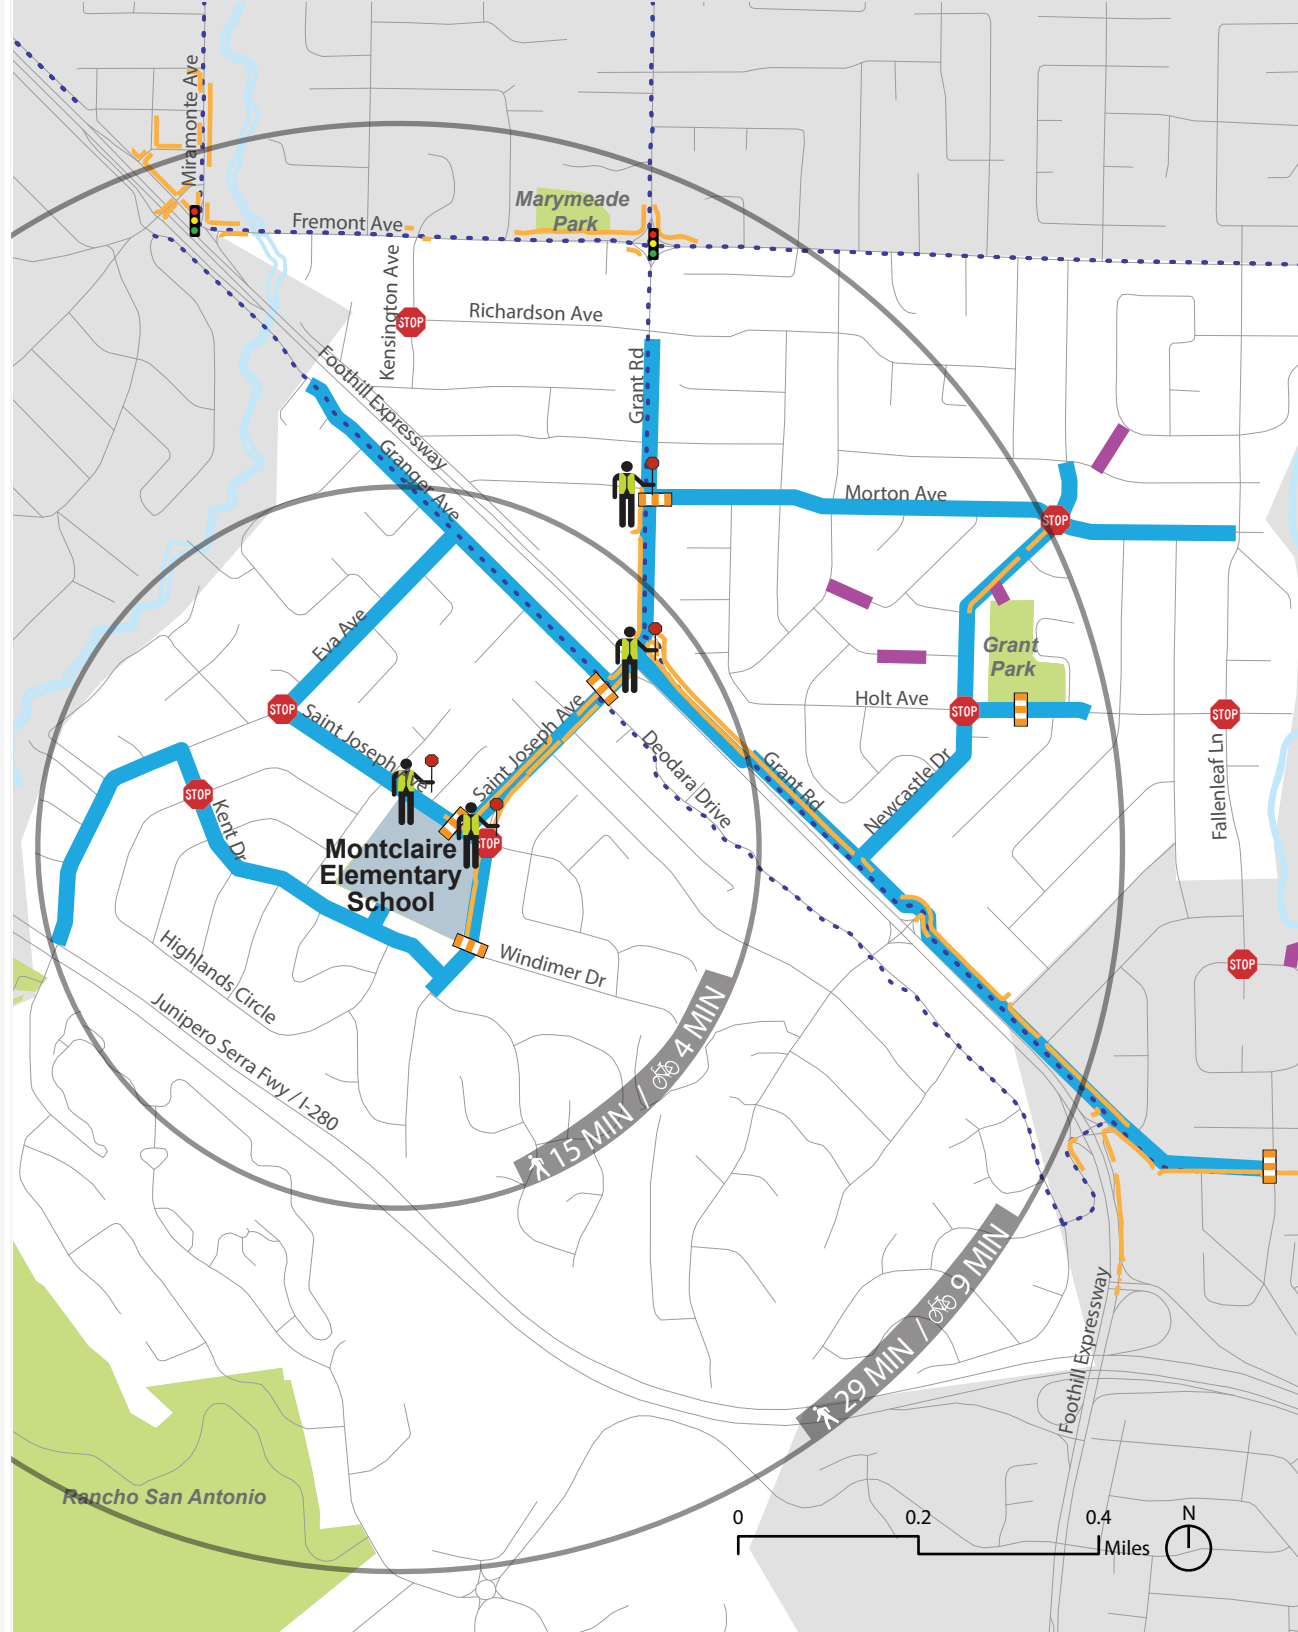 Miramonte Ave
Marymeade
Park
Fremont Ave
Kensington Ave
Richardson Ave
STOP
Foothill Expressway
Grant Rd
Granger Ave
Morton Ave
STOP
Eva Ave
Grant
Park
Holt Ave
STOP
STOP
STOP
Saint Joseph Ave
Saint Joseph Ave
Deodara Drive
Grant Rd
Newcastle Dr
Fallenleaf Ln
STOP
Kent Dr
STOP
Montclaire
Elementary
School
Highlands Circle
Windimer Dr
STOP
Junipero Serra Fwy / I-280
15 MIN / 4 MIN
29 MIN / 9 MIN
Foothill Expressway
Rancho San Antonio
0 0.2 0.4
Miles
N